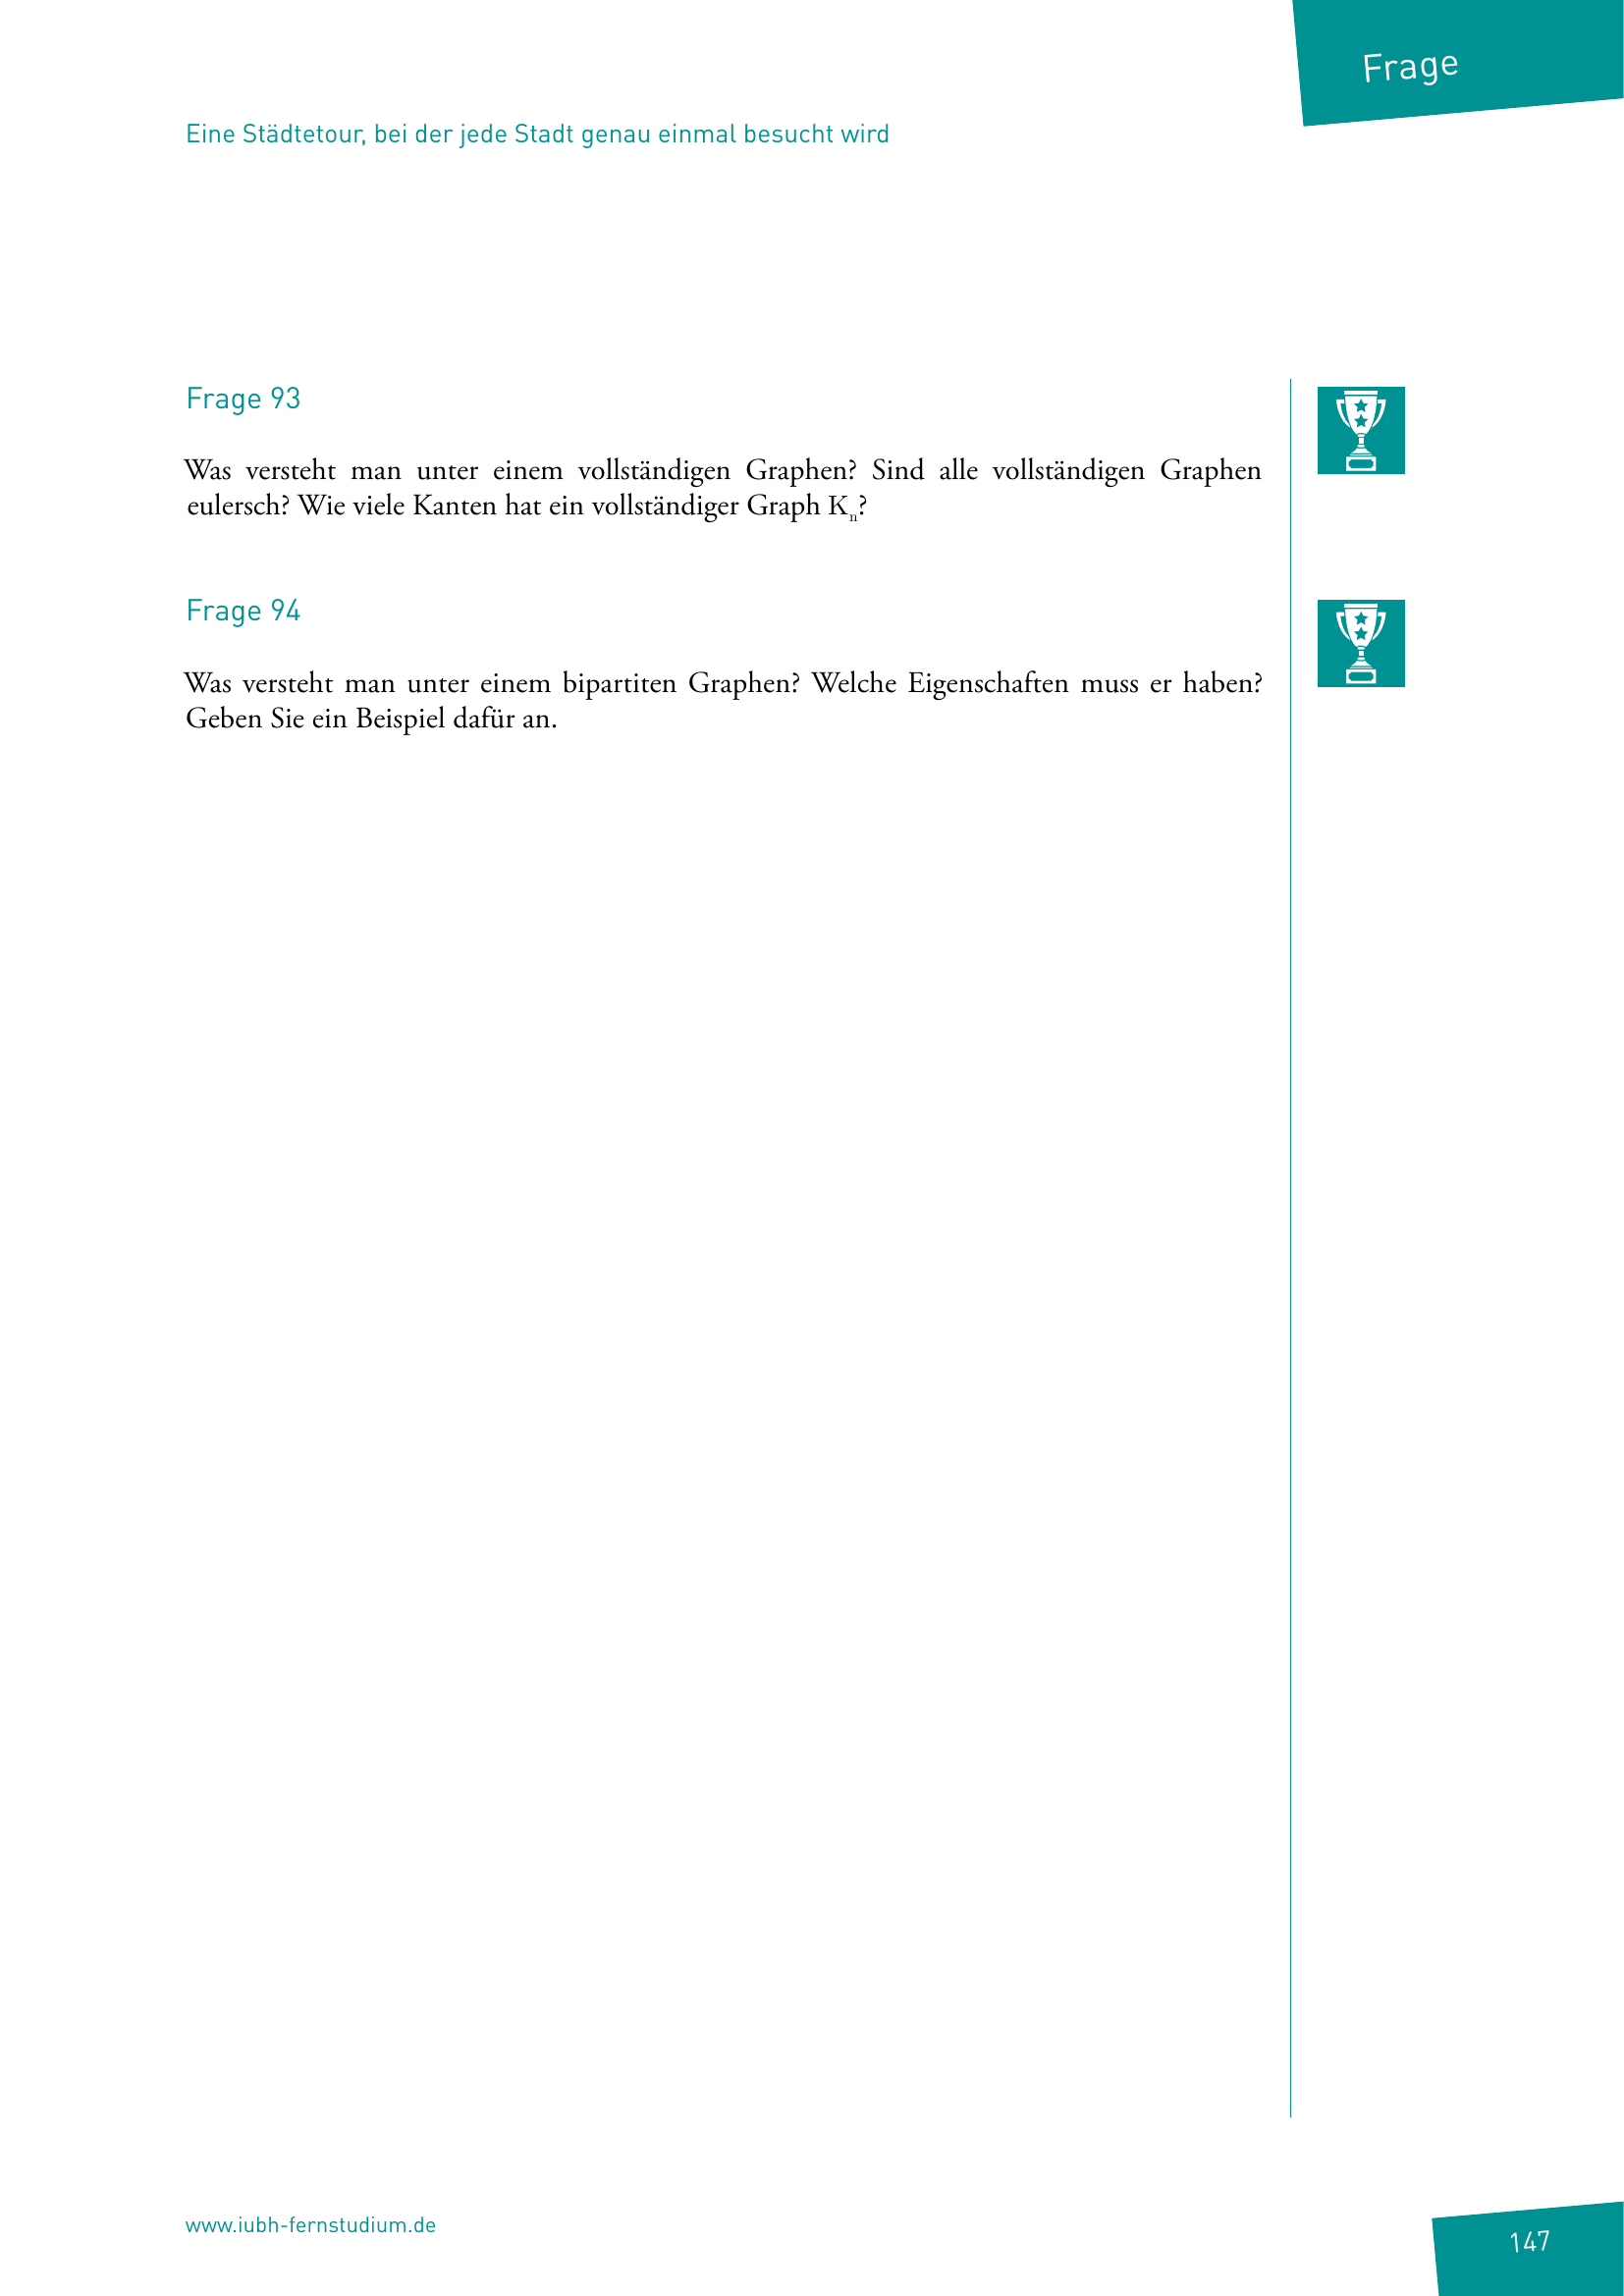 Frage
Eine Städtetour, bei der jede Stadt genau einmal besucht wird
Frage 93
Was versteht man unter einem vollständigen Graphen? Sind alle vollständigen Graphen
eulersch? Wie viele Kanten hat ein vollständiger Graph Kₙ?
Frage 94
Was versteht man unter einem bipartiten Graphen? Welche Eigenschaften muss er haben?
Geben Sie ein Beispiel dafür an.
www.iubh-fernstudium.de
147